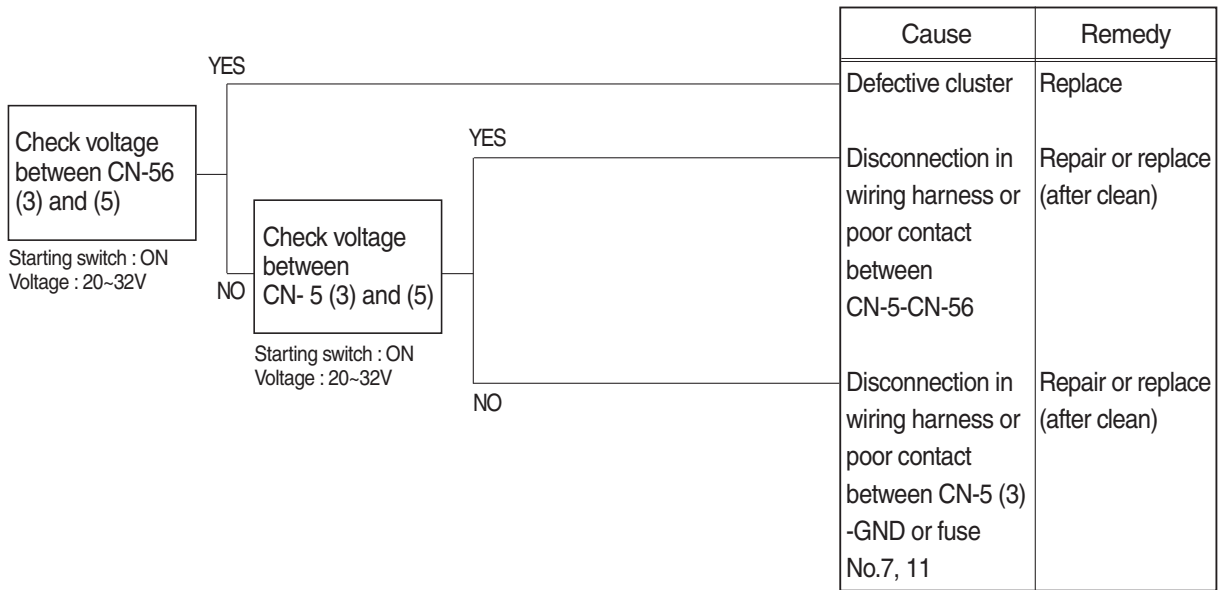 Cause
Remedy
YES
Defective cluster
Replace
Check voltage
between CN-56
(3) and (5)
Starting switch : ON
Voltage : 20~32V
NO
Check voltage
between
CN- 5 (3) and (5)
Starting switch : ON
Voltage : 20~32V
YES
Disconnection in
wiring harness or
poor contact
between
CN-5-CN-56
Repair or replace
(after clean)
NO
Disconnection in
wiring harness or
poor contact
between CN-5 (3)
-GND or fuse
No.7, 11
Repair or replace
(after clean)